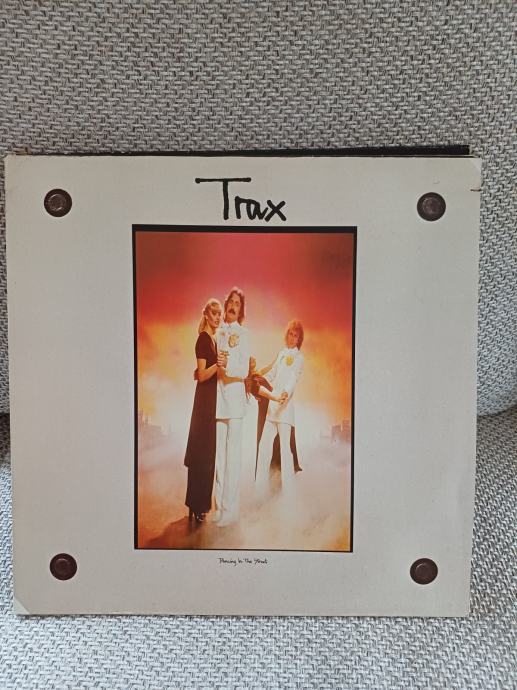 Trax
Dancing In The Street